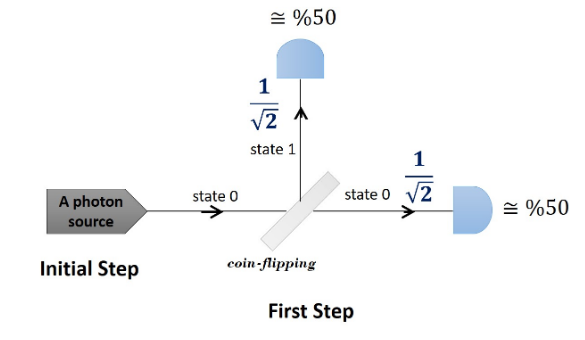 ≅ %50
1
√2
state 1
A photon
source
state 0
state 0
1
√2
≅ %50
Initial Step
coin-flipping
First Step